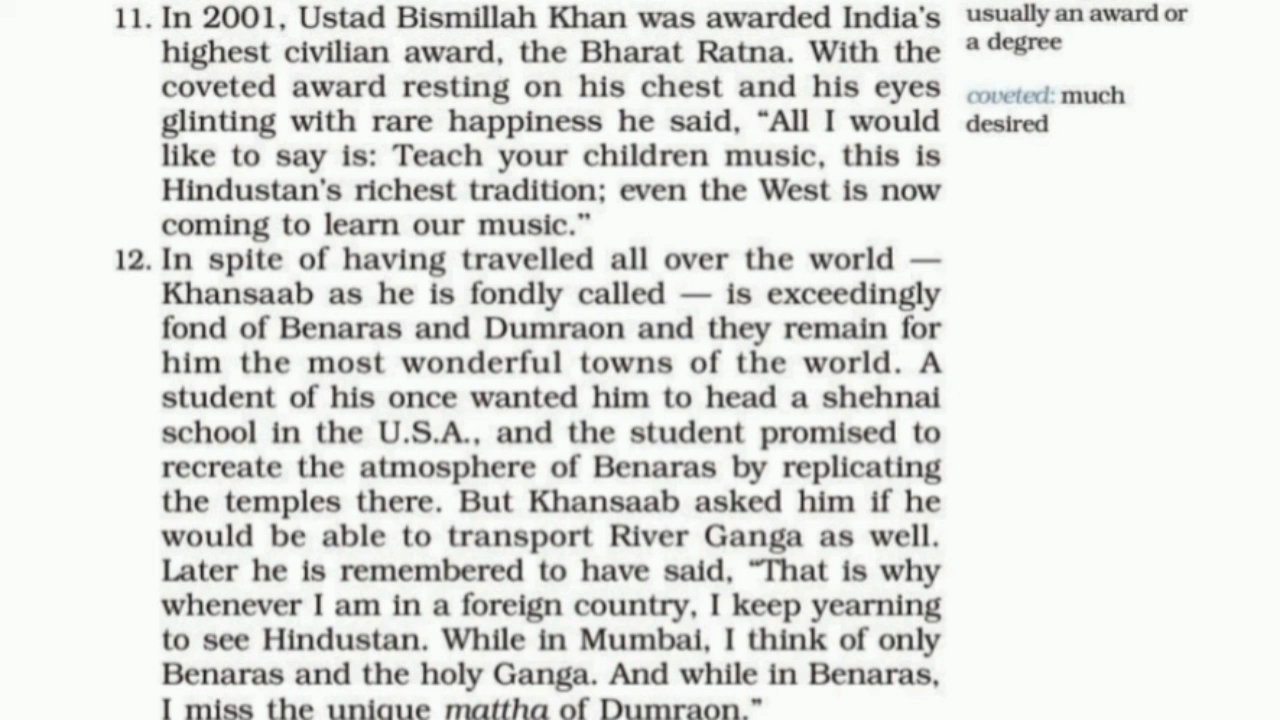 11. In 2001, Ustad Bismillah Khan was awarded India's
highest civilian award, the Bharat Ratna. With the
coveted award resting on his chest and his eyes
glinting with rare happiness he said, “All I would
like to say is: Teach your children music, this is
Hindustan's richest tradition; even the West is now
coming to learn our music.”
12. In spite of having travelled all over the world —
Khansaab as he is fondly called — is exceedingly
fond of Benaras and Dumraon and they remain for
him the most wonderful towns of the world. A
student of his once wanted him to head a shehnai
school in the U.S.A., and the student promised to
recreate the atmosphere of Benaras by replicating
the temples there. But Khansaab asked him if he
would be able to transport River Ganga as well.
Later he is remembered to have said, “That is why
whenever I am in a foreign country, I keep yearning
to see Hindustan. While in Mumbai, I think of only
Benaras and the holy Ganga. And while in Benaras,
I miss the unique mattha of Dumraon.”
usually an award or
a degree
coveted: much
desired